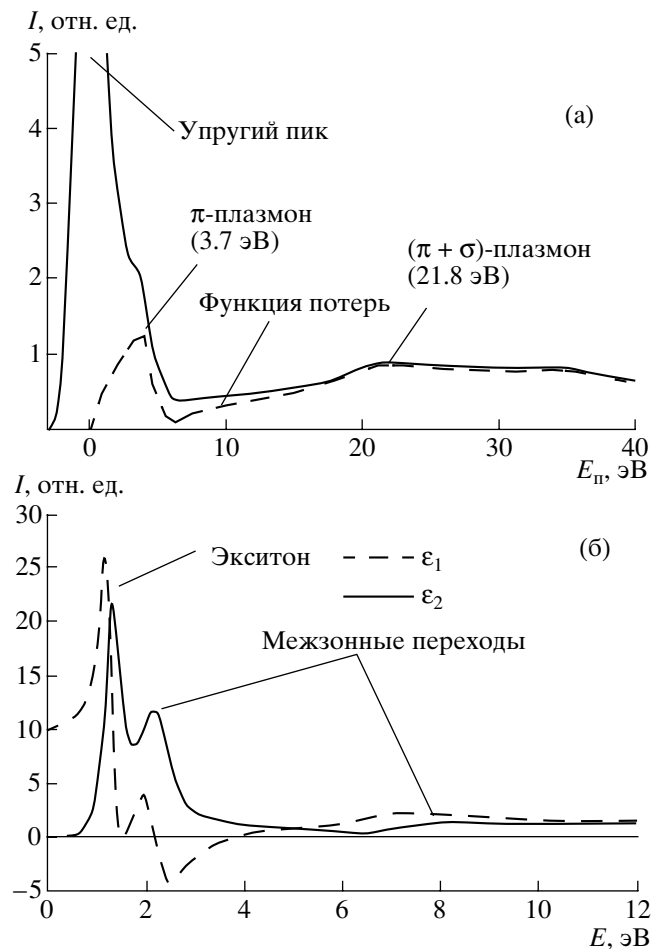 I, отн. ед.
5
Упругий пик
(а)
4
3
π-плазмон
(3.7 эВ)
(π + σ)-плазмон
(21.8 эВ)
2
Функция потерь
1
0
10
20
30
40
Eп, эВ
I, отн. ед.
30
Экситон
ε1
(б)
25
ε2
20
Межзонные переходы
15
10
5
0
−5
0
2
4
6
8
10
12
E, эВ